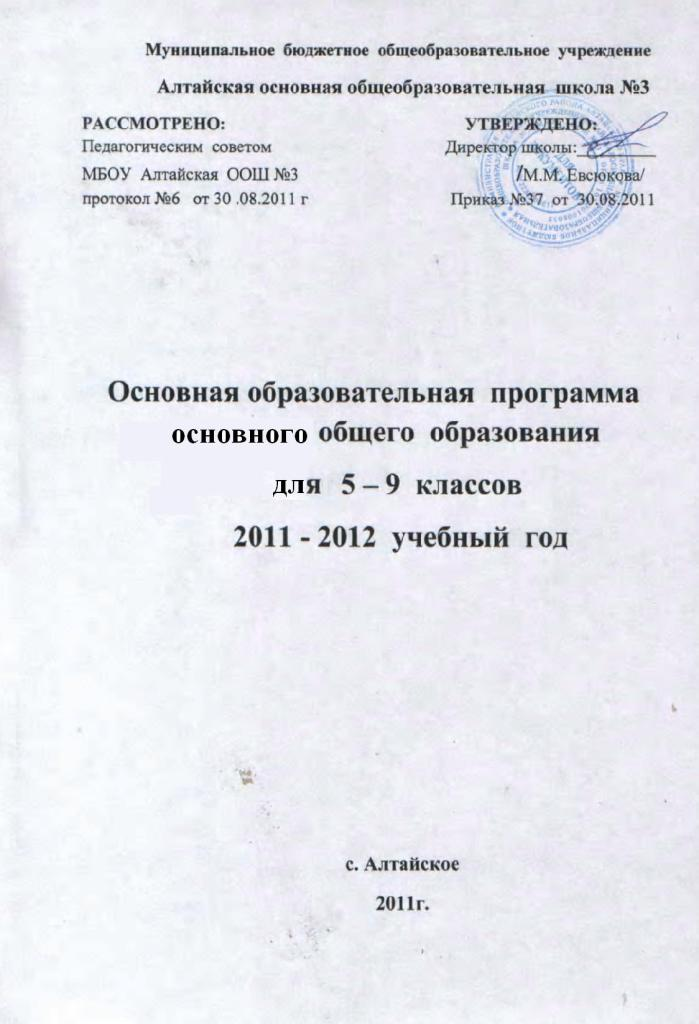 Муниципальное бюджетное общеобразовательное учреждение
Алтайская основная общеобразовательная школа №3
РАССМОТРЕНО:
Педагогическим советом
МБОУ Алтайская ООШ №3
протокол №6 от 30 .08.2011 г
УТВЕРЖДЕНО:
Директор школы:
/М.М. Евсюкова/
Приказ №37 от 30.08.2011
Основная образовательная программа
основного общего образования
для 5 – 9 классов
2011 - 2012 учебный год
с. Алтайское
2011г.